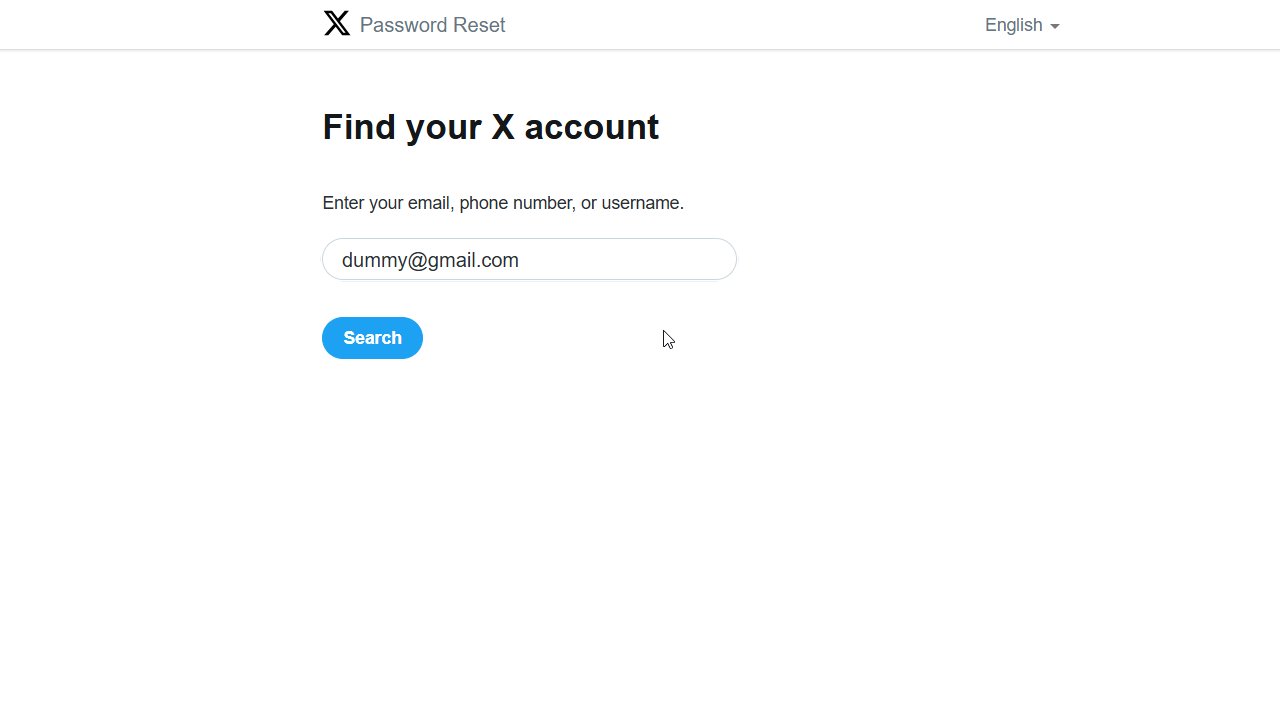 Password Reset
English
Find your X account
Enter your email, phone number, or username.
dummy@gmail.com
Search